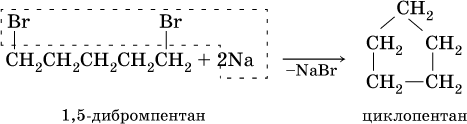 Br Br CH₂
CH₂ CH₂
CH₂CH₂CH₂CH₂CH₂ + 2Na –NaBr CH₂–CH₂
1,5-дибромпентан циклопентан